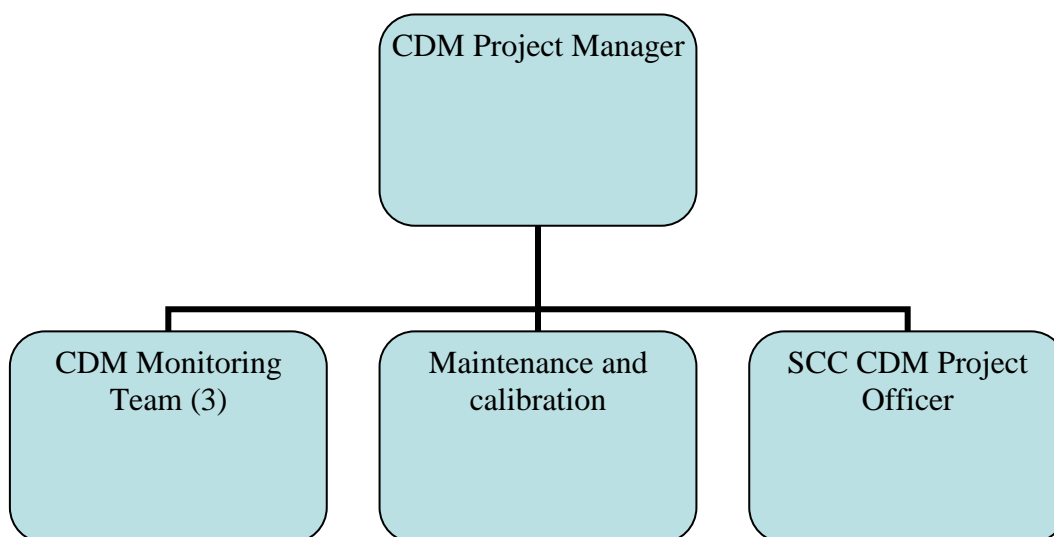 CDM Project Manager
CDM Monitoring
Team (3)
Maintenance and
calibration
SCC CDM Project
Officer